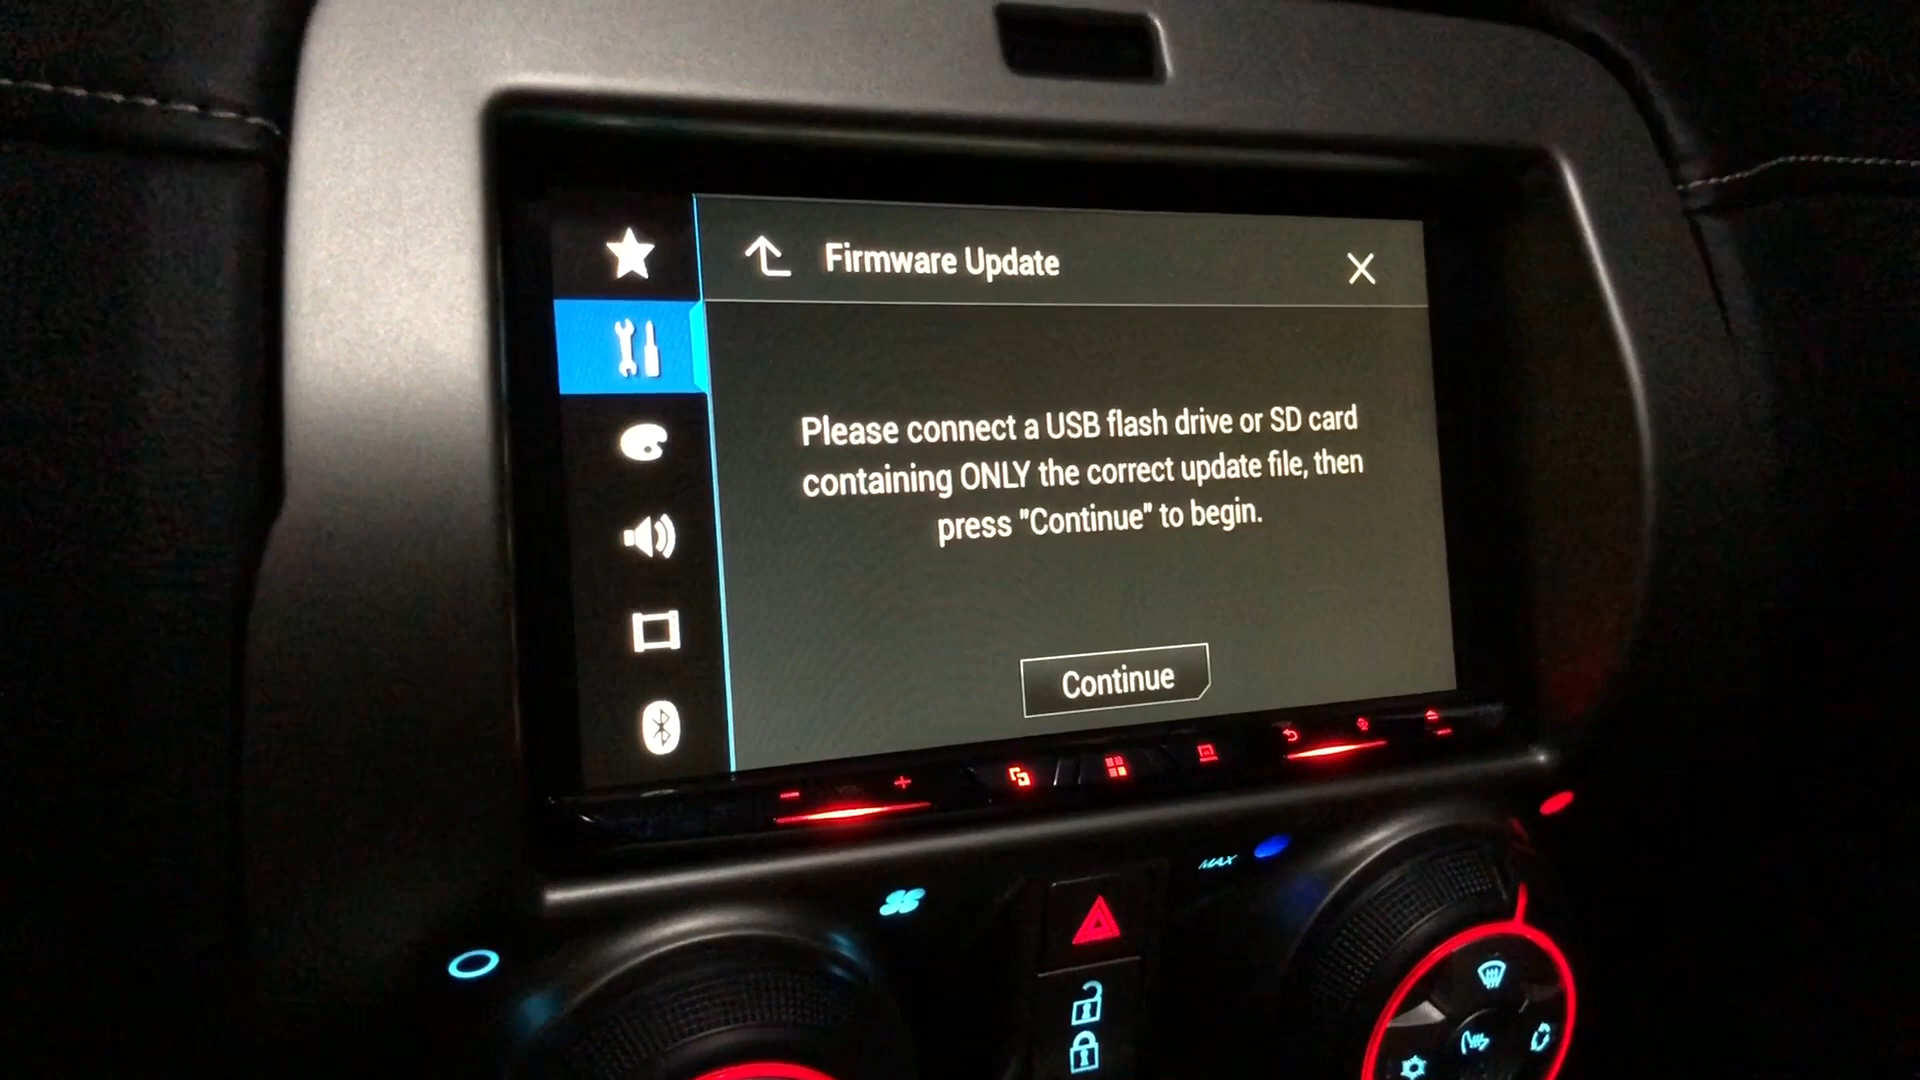 Firmware Update
Please connect a USB flash drive or SD card
containing ONLY the correct update file, then
press "Continue" to begin.
Continue
MAX